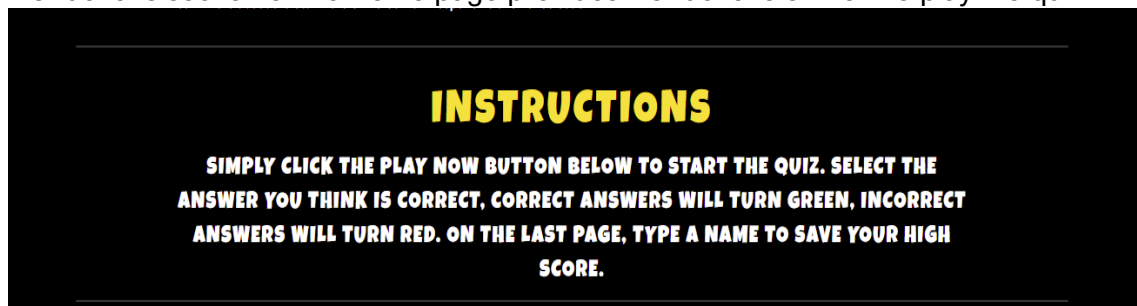 INSTRUCTIONS
SIMPLY CLICK THE PLAY NOW BUTTON BELOW TO START THE QUIZ. SELECT THE
ANSWER YOU THINK IS CORRECT, CORRECT ANSWERS WILL TURN GREEN, INCORRECT
ANSWERS WILL TURN RED. ON THE LAST PAGE, TYPE A NAME TO SAVE YOUR HIGH
SCORE.